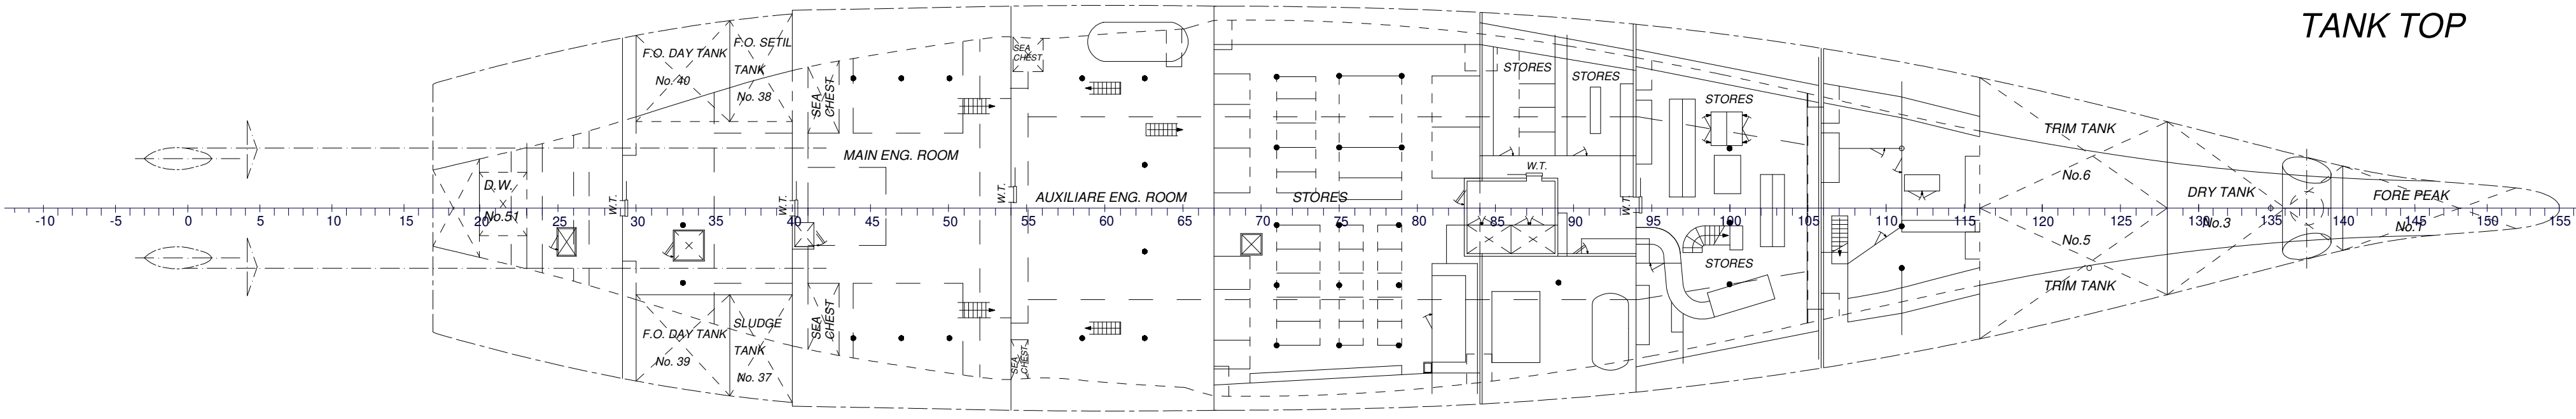 TANK TOP
F.O. DAY TANK
No. 40
F.O. SETIL
TANK
No. 38
SEA
CHEST
SEA
CHEST
STORES
STORES
STORES
MAIN ENG. ROOM
W.T.
TRIM TANK
No.6
D.W.
No.51
W.T.
W.T.
W.T.
AUXILIARE ENG. ROOM
STORES
W.T.
DRY TANK
No.3
FORE PEAK
No.1
-10 -5 0 5 10 15 20 25 30 35 40 45 50 55 60 65 70 75 80 85 90 95 100 105 110 115 120 125 130 135 140 145 150 155
No.5
TRIM TANK
STORES
F.O. DAY TANK
No. 39
SLUDGE
TANK
No. 37
SEA
CHEST
SEA
CHEST